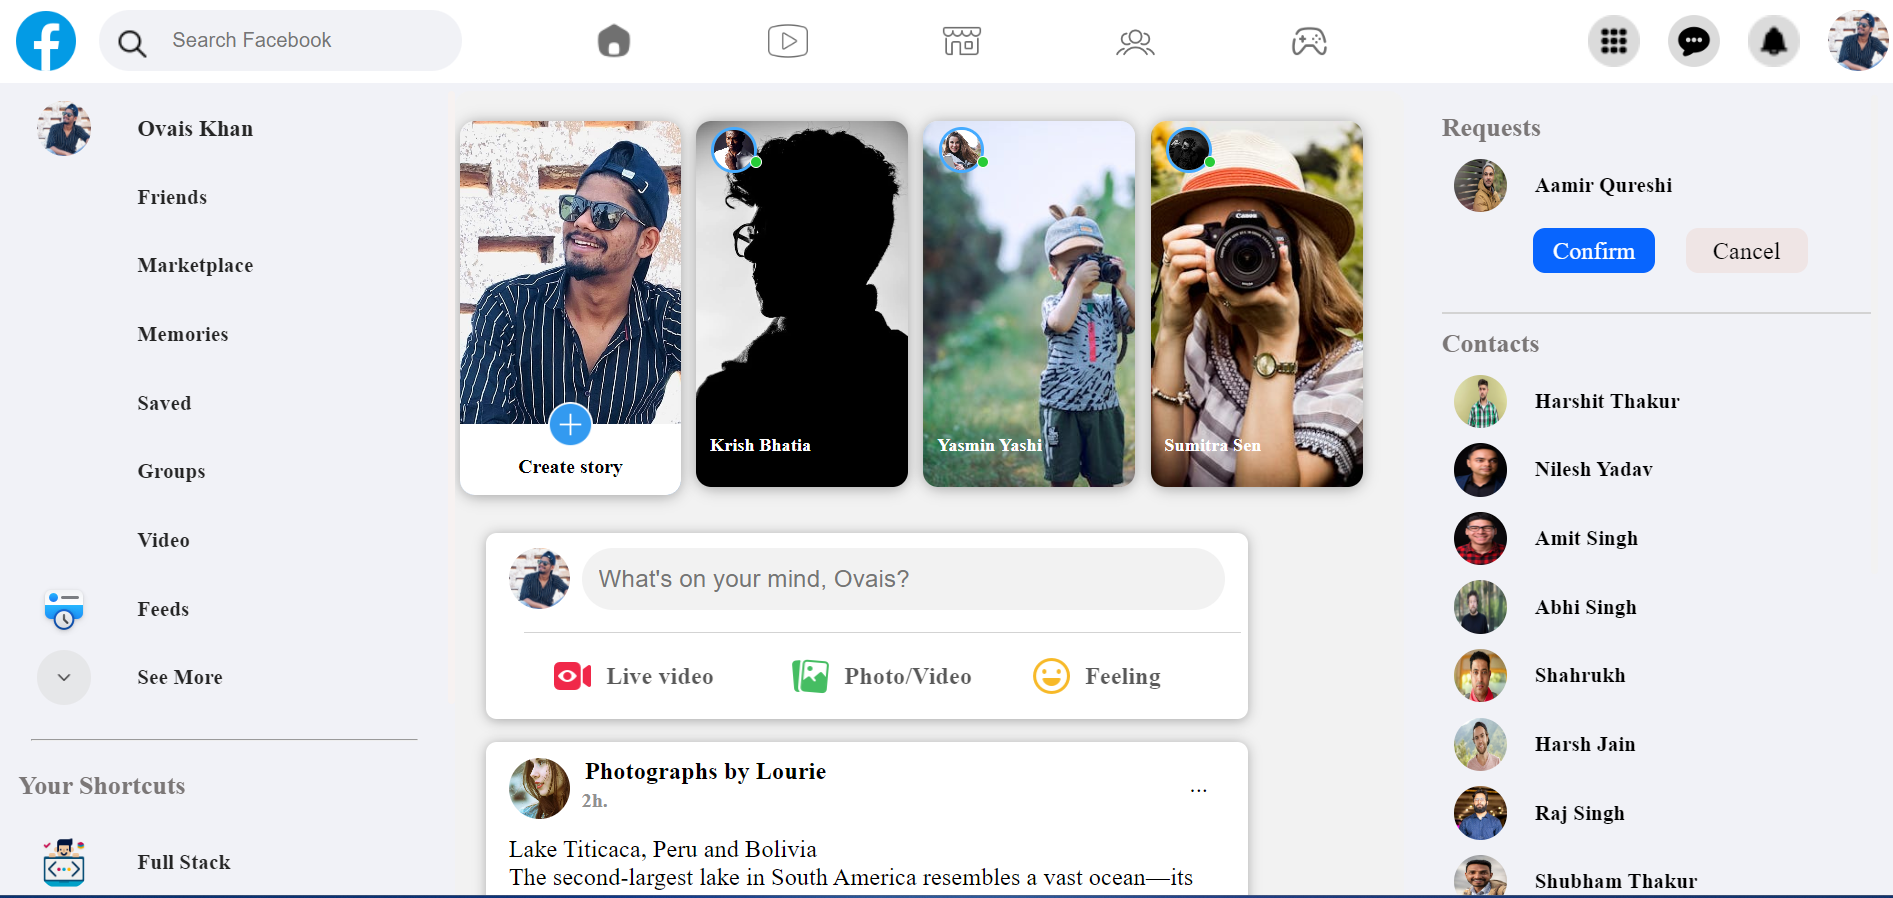 Search Facebook
Ovais Khan
Friends
Marketplace
Memories
Saved
Groups
Video
Feeds
See More
Your Shortcuts
Full Stack
Create story
Krish Bhatia
Yasmin Yashi
Canon
Sumitra Sen
What's on your mind, Ovais?
Live video
Photo/Video
Feeling
Photographs by Lourie
2h.
...
Lake Titicaca, Peru and Bolivia
The second-largest lake in South America resembles a vast ocean—its
Requests
Aamir Qureshi
Confirm
Cancel
Contacts
Harshit Thakur
Nilesh Yadav
Amit Singh
Abhi Singh
Shahrukh
Harsh Jain
Raj Singh
Shubham Thakur